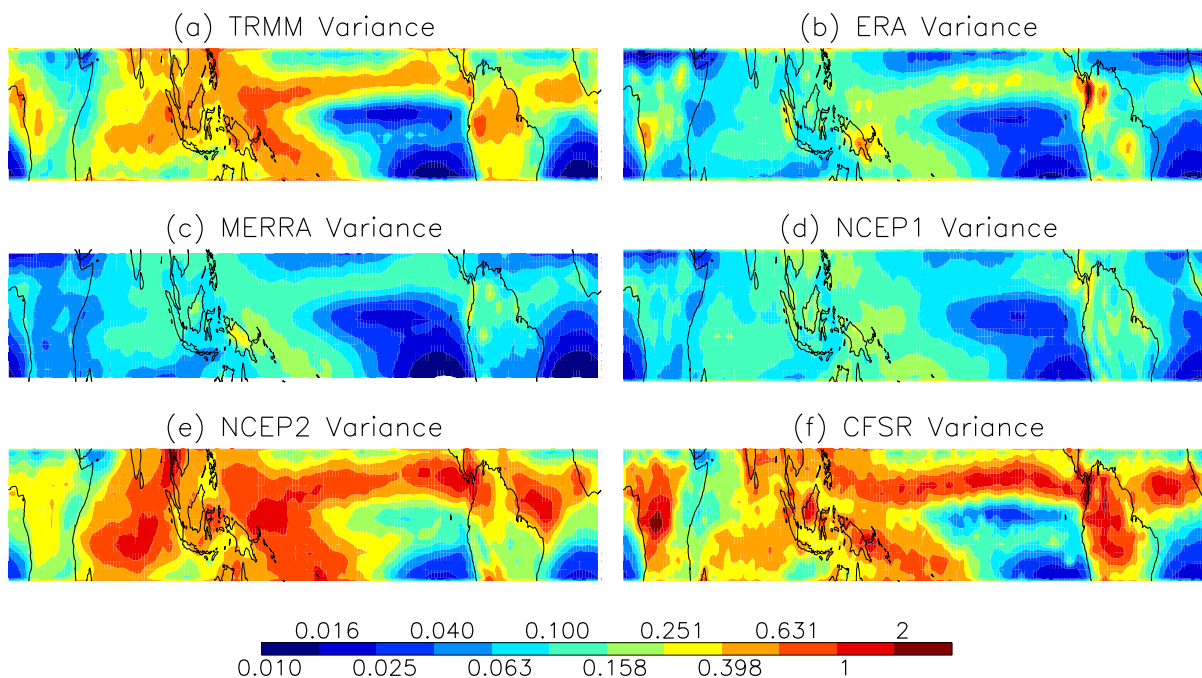 (a) TRMM Variance
(b) ERA Variance
(c) MERRA Variance
(d) NCEP1 Variance
(e) NCEP2 Variance
(f) CFSR Variance
0.016 0.040 0.100 0.251 0.631 2
0.010 0.025 0.063 0.158 0.398 1